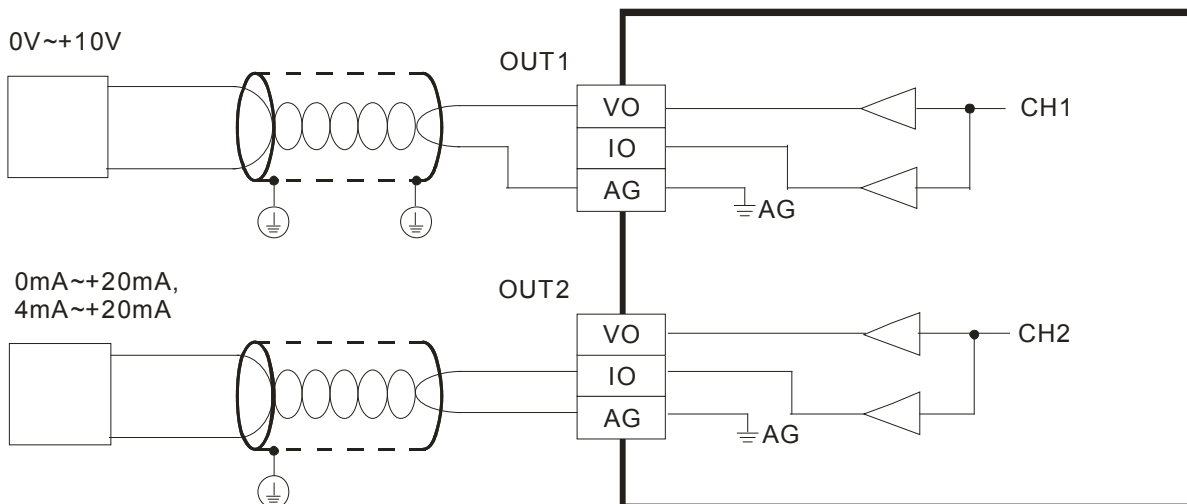 0V~+10V
OUT1
VO
CH1
IO
AG
AG
0mA~+20mA,
4mA~+20mA
OUT2
VO
CH2
IO
AG
AG